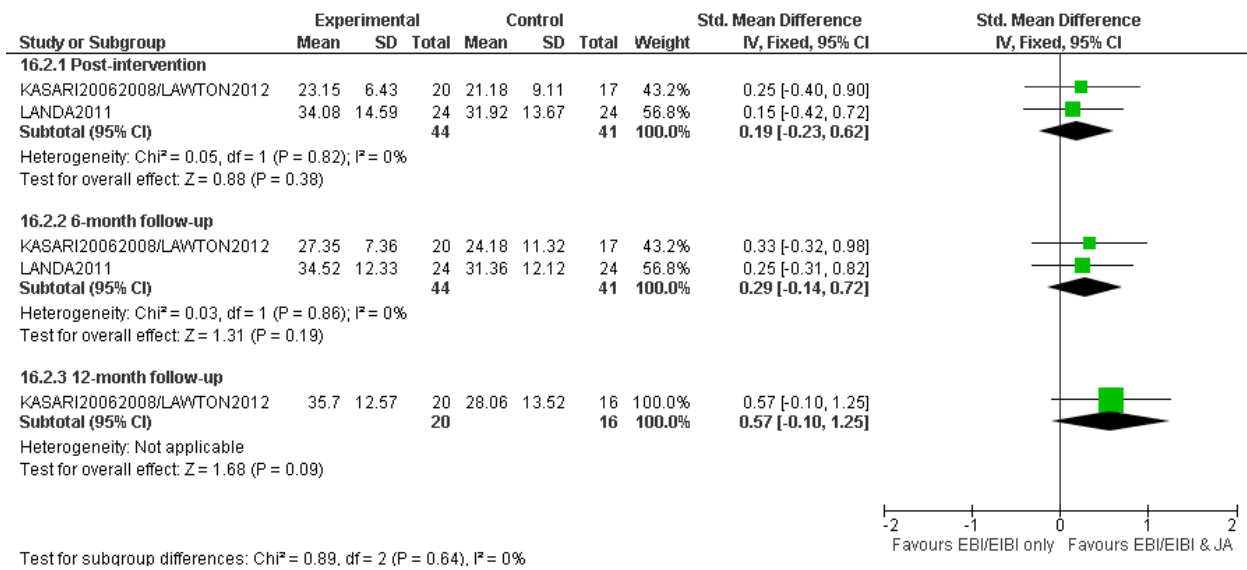 Experimental Control Std. Mean Difference Std. Mean Difference
Study or Subgroup Mean SD Total Mean SD Total Weight IV, Fixed, 95% CI IV, Fixed, 95% CI
16.2.1 Post-intervention
KASARI20062008/LAWTON2012 23.15 6.43 20 21.18 9.11 17 43.2% 0.25 [-0.40, 0.90]
LANDA2011 34.08 14.59 24 31.92 13.67 24 56.8% 0.15 [-0.42, 0.72]
Subtotal (95% CI) 44 41 100.0% 0.19 [-0.23, 0.62]
Heterogeneity: Chi² = 0.05, df = 1 (P = 0.82); I² = 0%
Test for overall effect: Z = 0.88 (P = 0.38)
16.2.2 6-month follow-up
KASARI20062008/LAWTON2012 27.35 7.36 20 24.18 11.32 17 43.2% 0.33 [-0.32, 0.98]
LANDA2011 34.52 12.33 24 31.36 12.12 24 56.8% 0.25 [-0.31, 0.82]
Subtotal (95% CI) 44 41 100.0% 0.29 [-0.14, 0.72]
Heterogeneity: Chi² = 0.03, df = 1 (P = 0.86); I² = 0%
Test for overall effect: Z = 1.31 (P = 0.19)
16.2.3 12-month follow-up
KASARI20062008/LAWTON2012 35.7 12.57 20 28.06 13.52 16 100.0% 0.57 [-0.10, 1.25]
Subtotal (95% CI) 20 16 100.0% 0.57 [-0.10, 1.25]
Heterogeneity: Not applicable
Test for overall effect: Z = 1.68 (P = 0.09)
-2 -1 0 1 2
Favours EBI/EIBI only Favours EBI/EIBI & JA
Test for subgroup differences: Chi² = 0.89, df = 2 (P = 0.64), I² = 0%